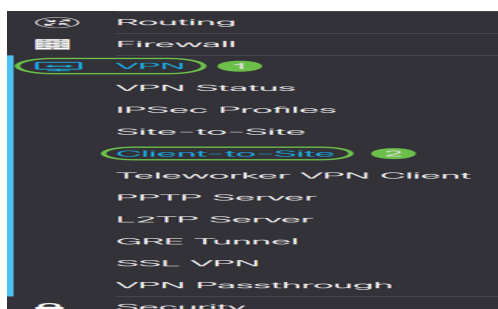 Routing
Firewall
VPN 1
VPN Status
IPSec Profiles
Site-to-Site
Client-to-Site 2
Teleworker VPN Client
PPTP Server
L2TP Server
GRE Tunnel
SSL VPN
VPN Passthrough
Security